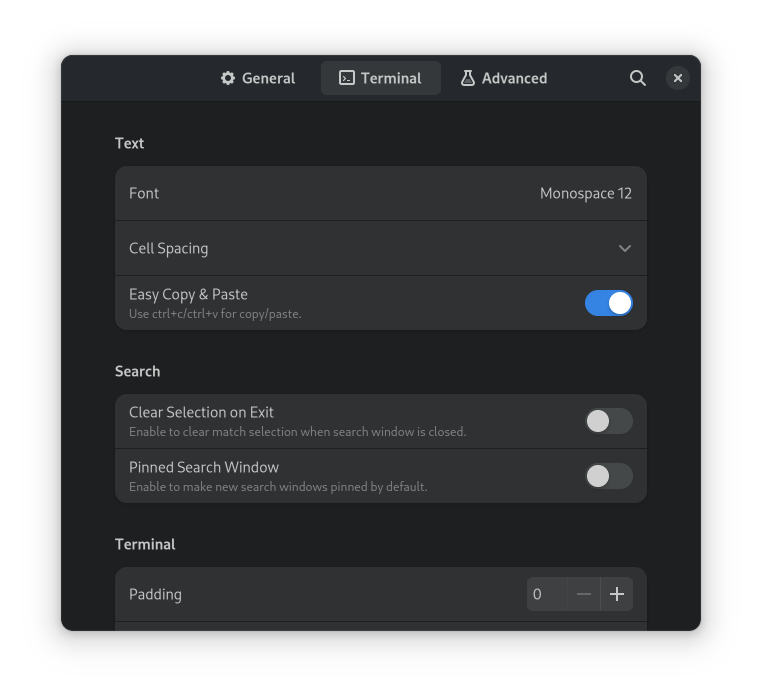 General
Terminal
Advanced
Text
Font
Monospace 12
Cell Spacing
Easy Copy & Paste
Use ctrl+c/ctrl+v for copy/paste.
Search
Clear Selection on Exit
Enable to clear match selection when search window is closed.
Pinned Search Window
Enable to make new search windows pinned by default.
Terminal
Padding
0